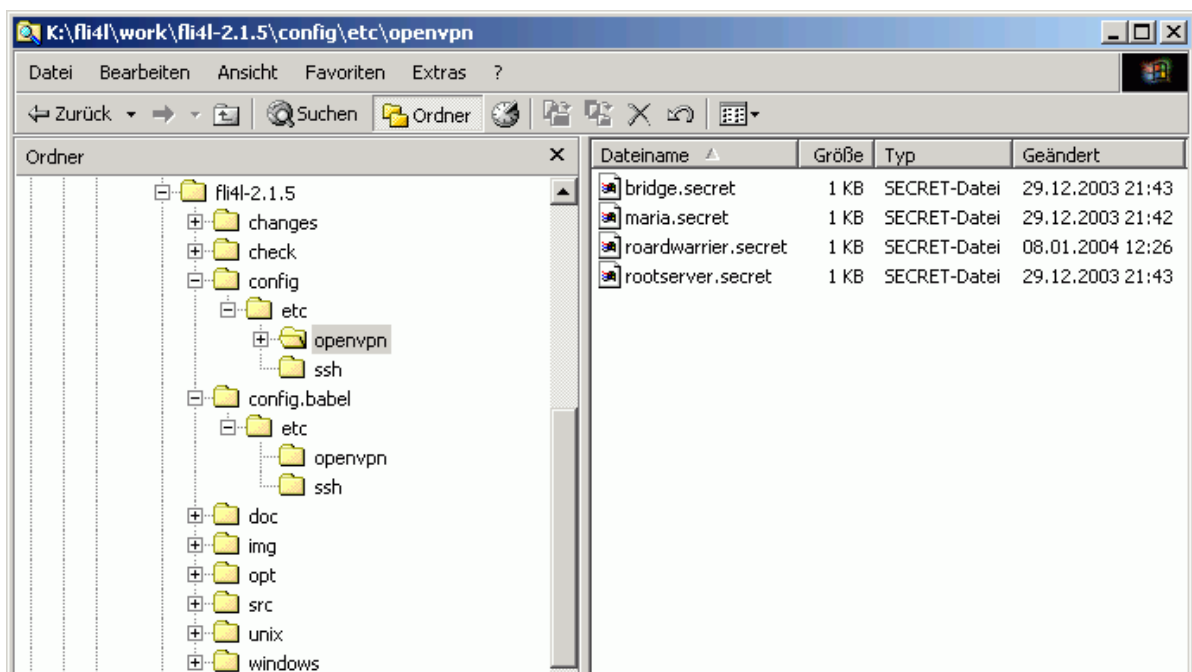 K:\fli4l\work\fli4l-2.1.5\config\etc\openvpn
Datei Bearbeiten Ansicht Favoriten Extras ?
Zurück Suchen Ordner
Ordner
fli4l-2.1.5
changes
check
config
etc
openvpn
ssh
config.babel
etc
openvpn
ssh
doc
img
opt
src
unix
windows
Dateiname Größe Typ Geändert
bridge.secret 1 KB SECRET-Datei 29.12.2003 21:43
maria.secret 1 KB SECRET-Datei 29.12.2003 21:42
roardwarrier.secret 1 KB SECRET-Datei 08.01.2004 12:26
rootserver.secret 1 KB SECRET-Datei 29.12.2003 21:43